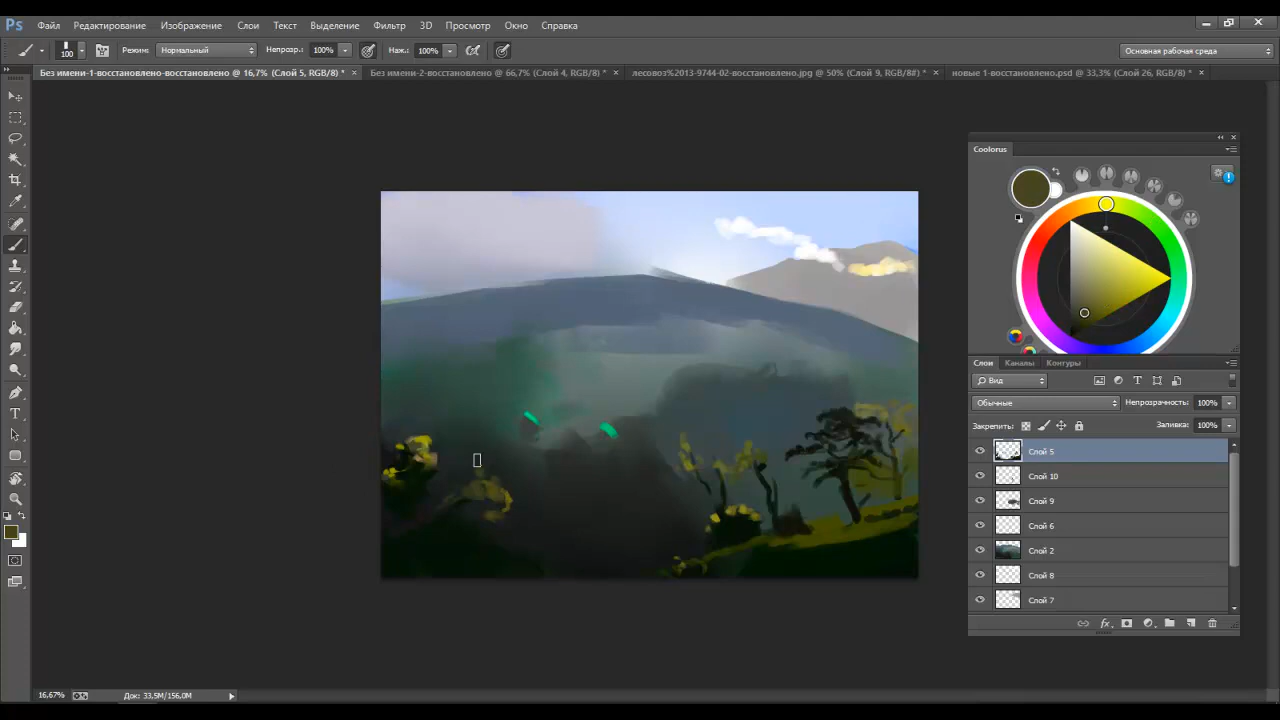 Ps Файл Редактирование Изображение Слои Текст Выделение Фильтр 3D Просмотр Окно Справка
100 Режим: Нормальный Непрозр.: 100% Наж.: 100% Основная рабочая среда
Без имени-1-восстановлено-восстановлено @ 16,7% (Слой 5, RGB/8) * × Без имени-2-восстановлено @ 66,7% (Слой 4, RGB/8) * × лесовоз%2013-9744-02-восстановлено.jpg @ 50% (Слой 9, RGB/8#) * × новые 1-восстановлено.psd @ 33,3% (Слой 26, RGB/8) * ×
Coolorus
Слои Каналы Контуры
Вид
Обычные Непрозрачность: 100%
Закрепить: Заливка: 100%
Слой 5
Слой 10
Слой 9
Слой 6
Слой 2
Слой 8
Слой 7
fx
16,67% Док: 33,5M/156,0M